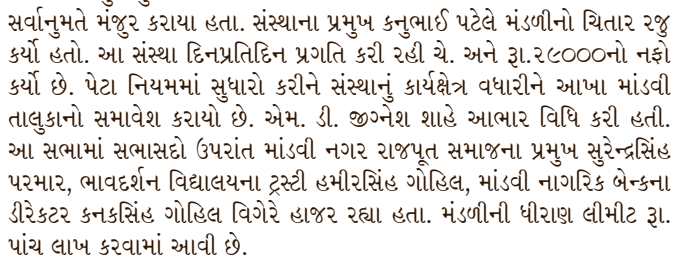 સર્વાનુમતે મંજુર કરાયા હતા. સંસ્થાના પ્રમુખ કનુભાઈ પટેલે મંડળીનો ચિતાર રજુ
કર્યો હતો. આ સંસ્થા દિનપ્રતિદિન પ્રગતિ કરી રહી ચે. અને રૂા.૨૯૦૦૦નો નફો
કર્યો છે. પેટા નિયમમાં સુધારો કરીને સંસ્થાનું કાર્યક્ષેત્ર વધારીને આખા માંડવી
તાલુકાનો સમાવેશ કરાયો છે. એમ. ડી. જીગ્નેશ શાહે આભાર વિધિ કરી હતી.
આ સભામાં સભાસદો ઉપરાંત માંડવી નગર રાજપૂત સમાજના પ્રમુખ સુરેન્દ્રસિંહ
પરમાર, ભાવદર્શન વિદ્યાલયના ટ્રસ્ટી હમીરસિંહ ગોહિલ, માંડવી નાગરિક બેન્કના
ડીરેકટર કનકસિંહ ગોહિલ વિગેરે હાજર રહ્યા હતા. મંડળીની ધીરાણ લીમીટ રૂા.
પાંચ લાખ કરવામાં આવી છે.